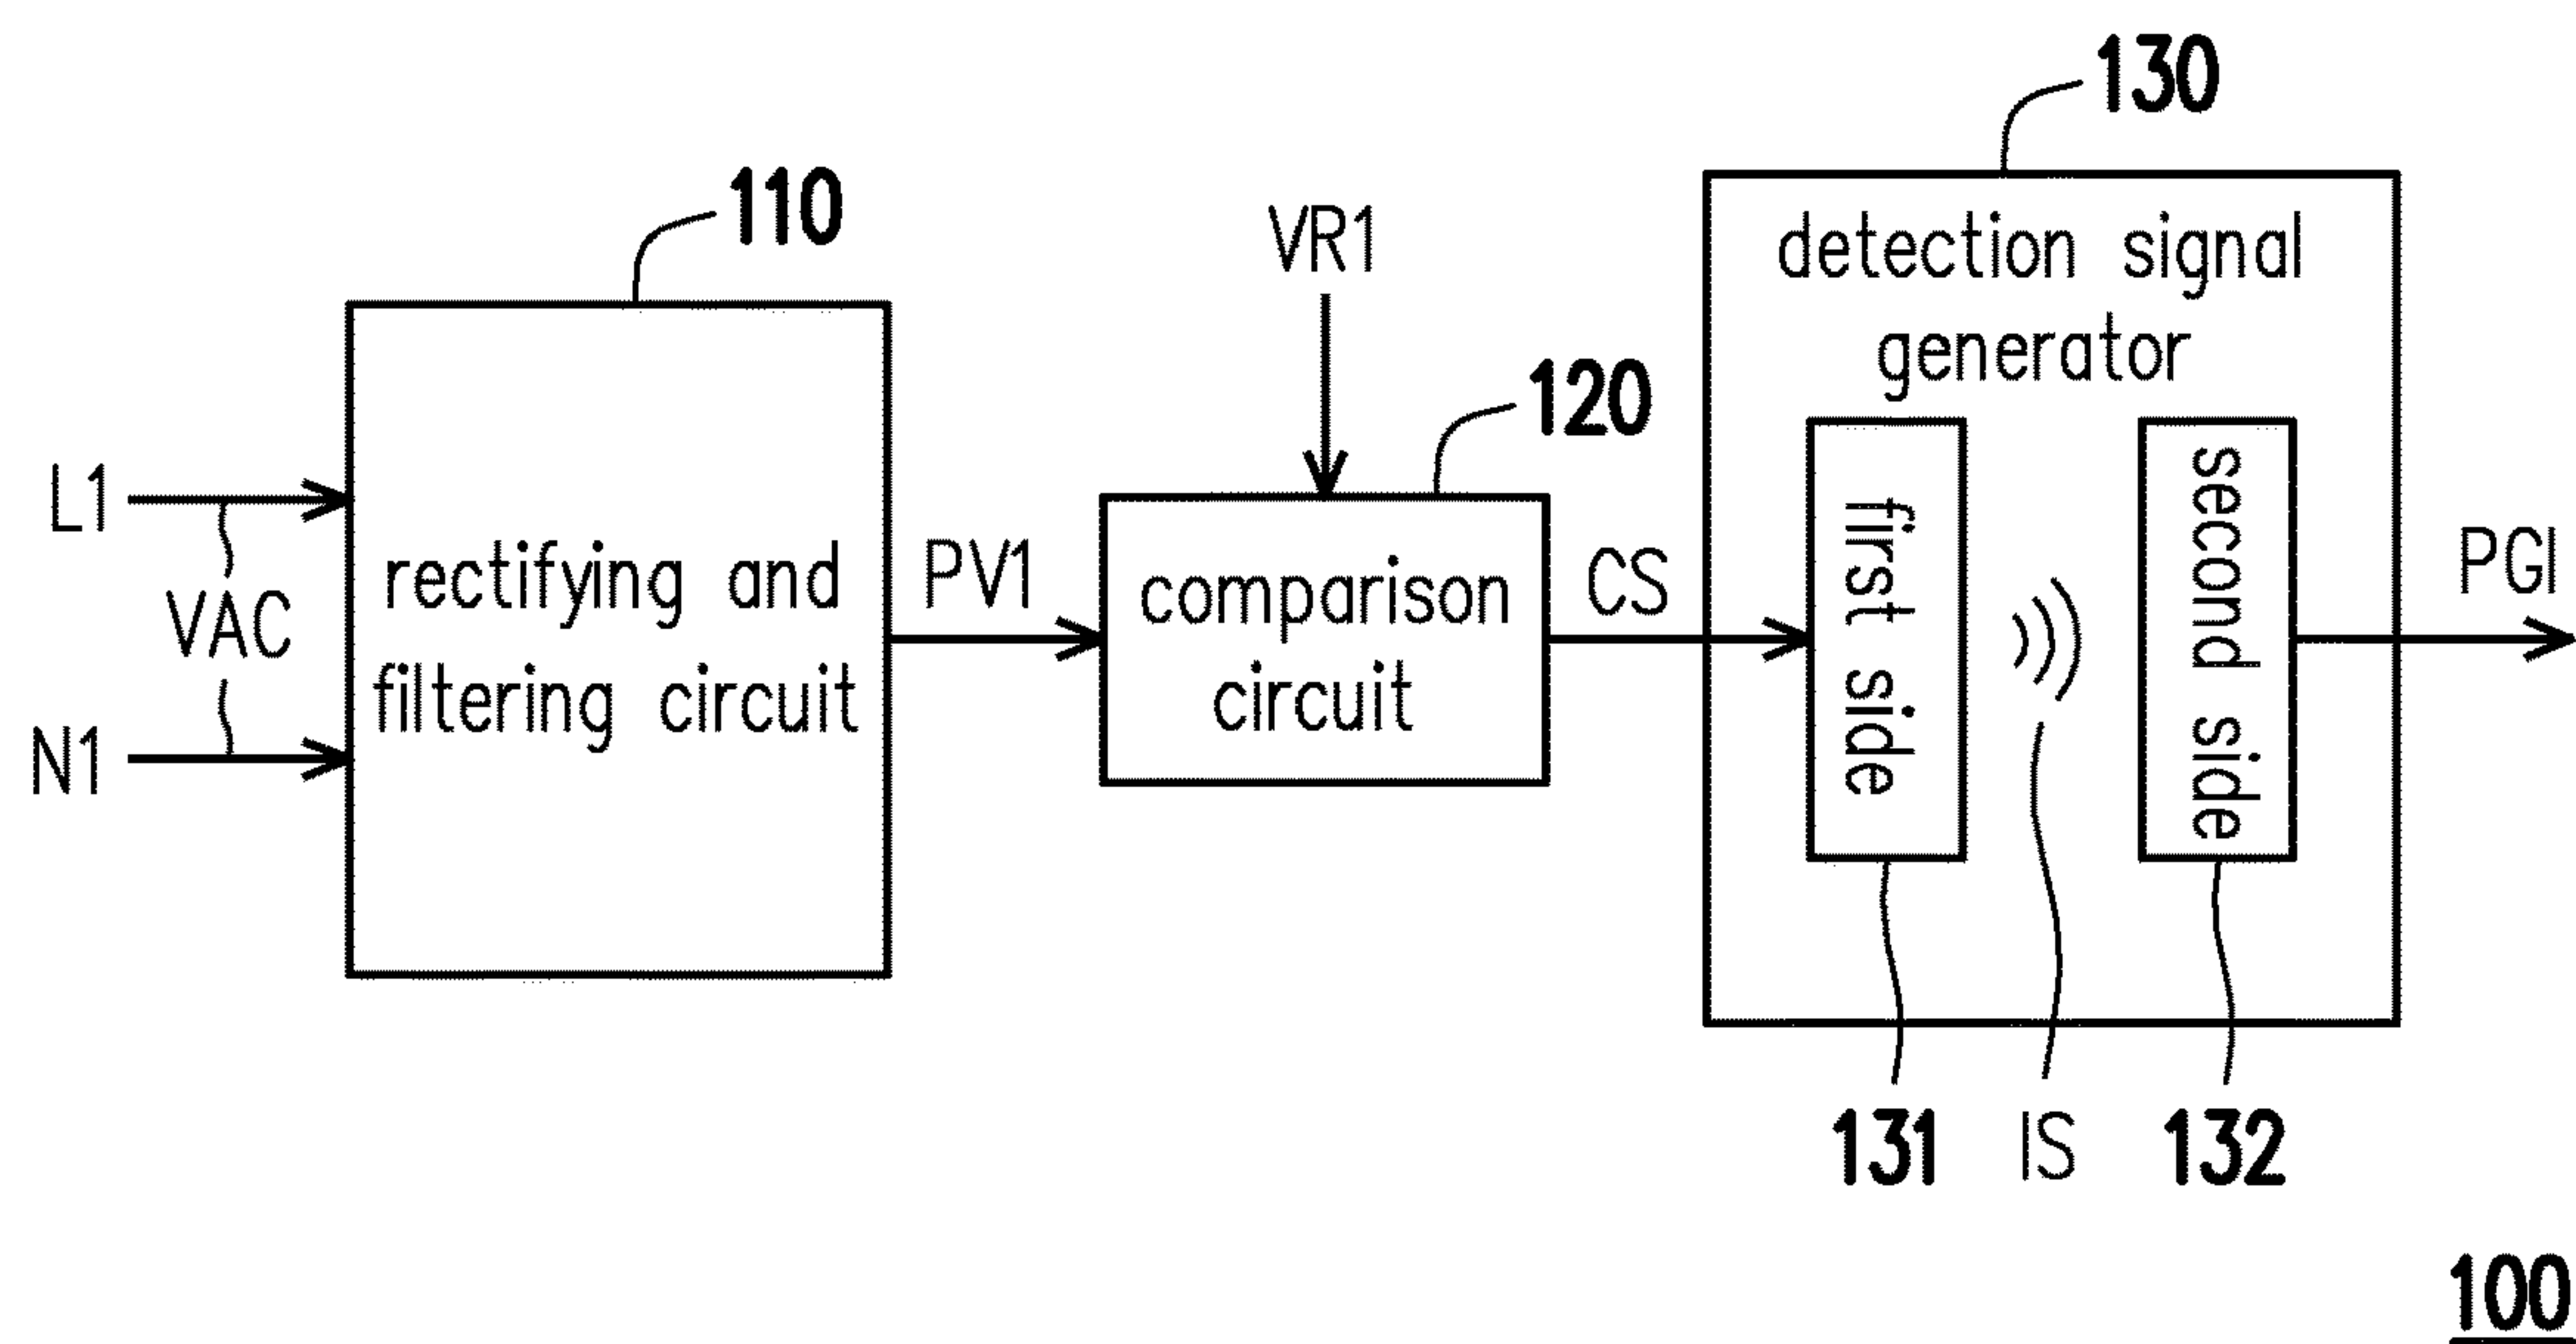 130
110
VR1
detection signal
generator
120
L1
VAC
N1
rectifying and
filtering circuit
PV1
comparison
circuit
CS
first side
second side
PGI
131
IS
132
100